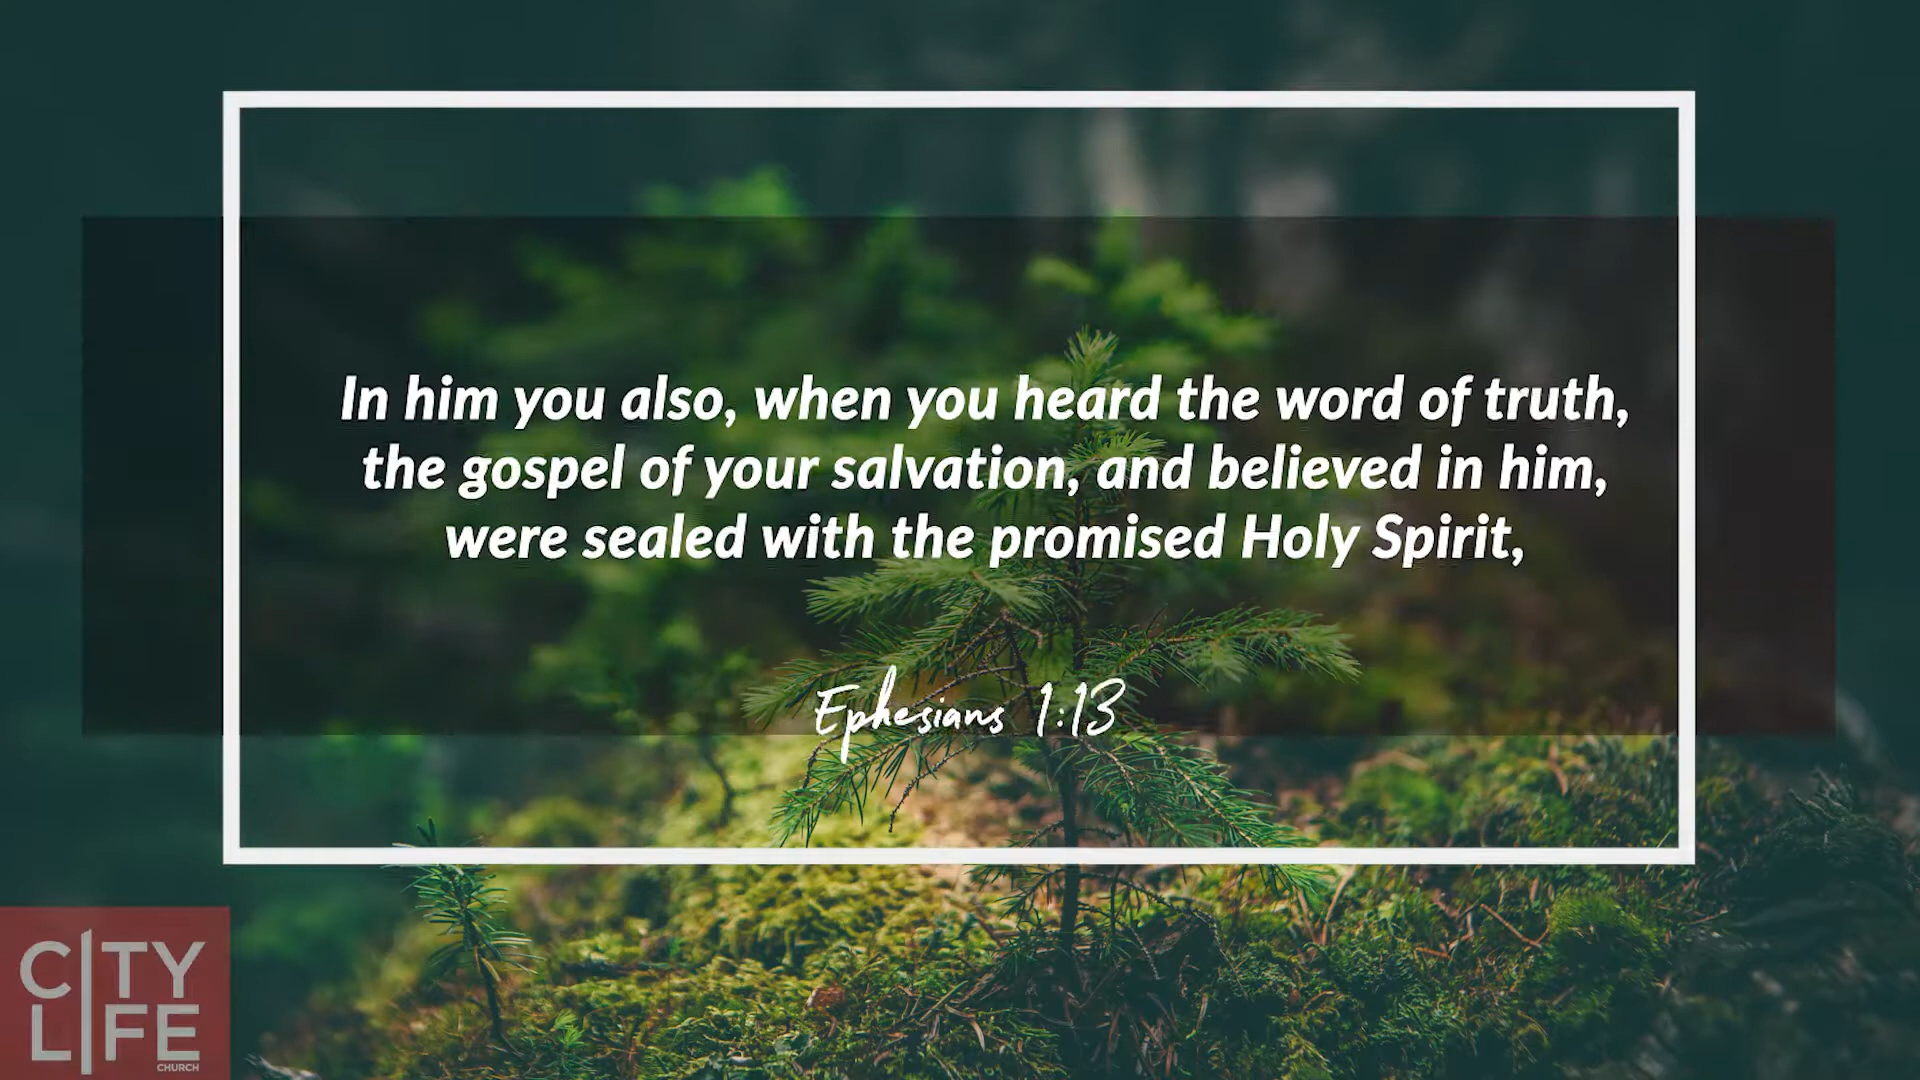 In him you also, when you heard the word of truth,
the gospel of your salvation, and believed in him,
were sealed with the promised Holy Spirit,
Ephesians 1:13
CITY
LIFE
CHURCH